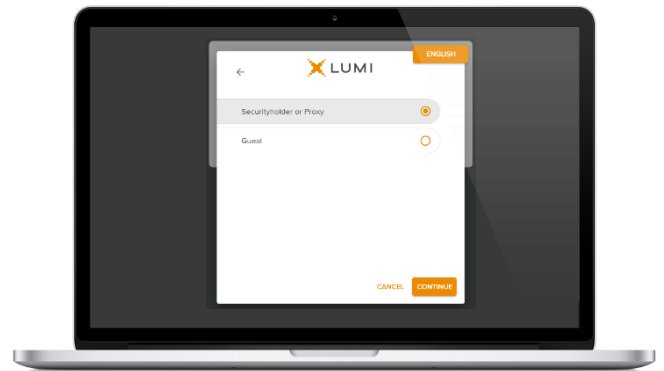 ENGLISH
LUMI
Securityholder or Proxy
Guest
CANCEL
CONTINUE